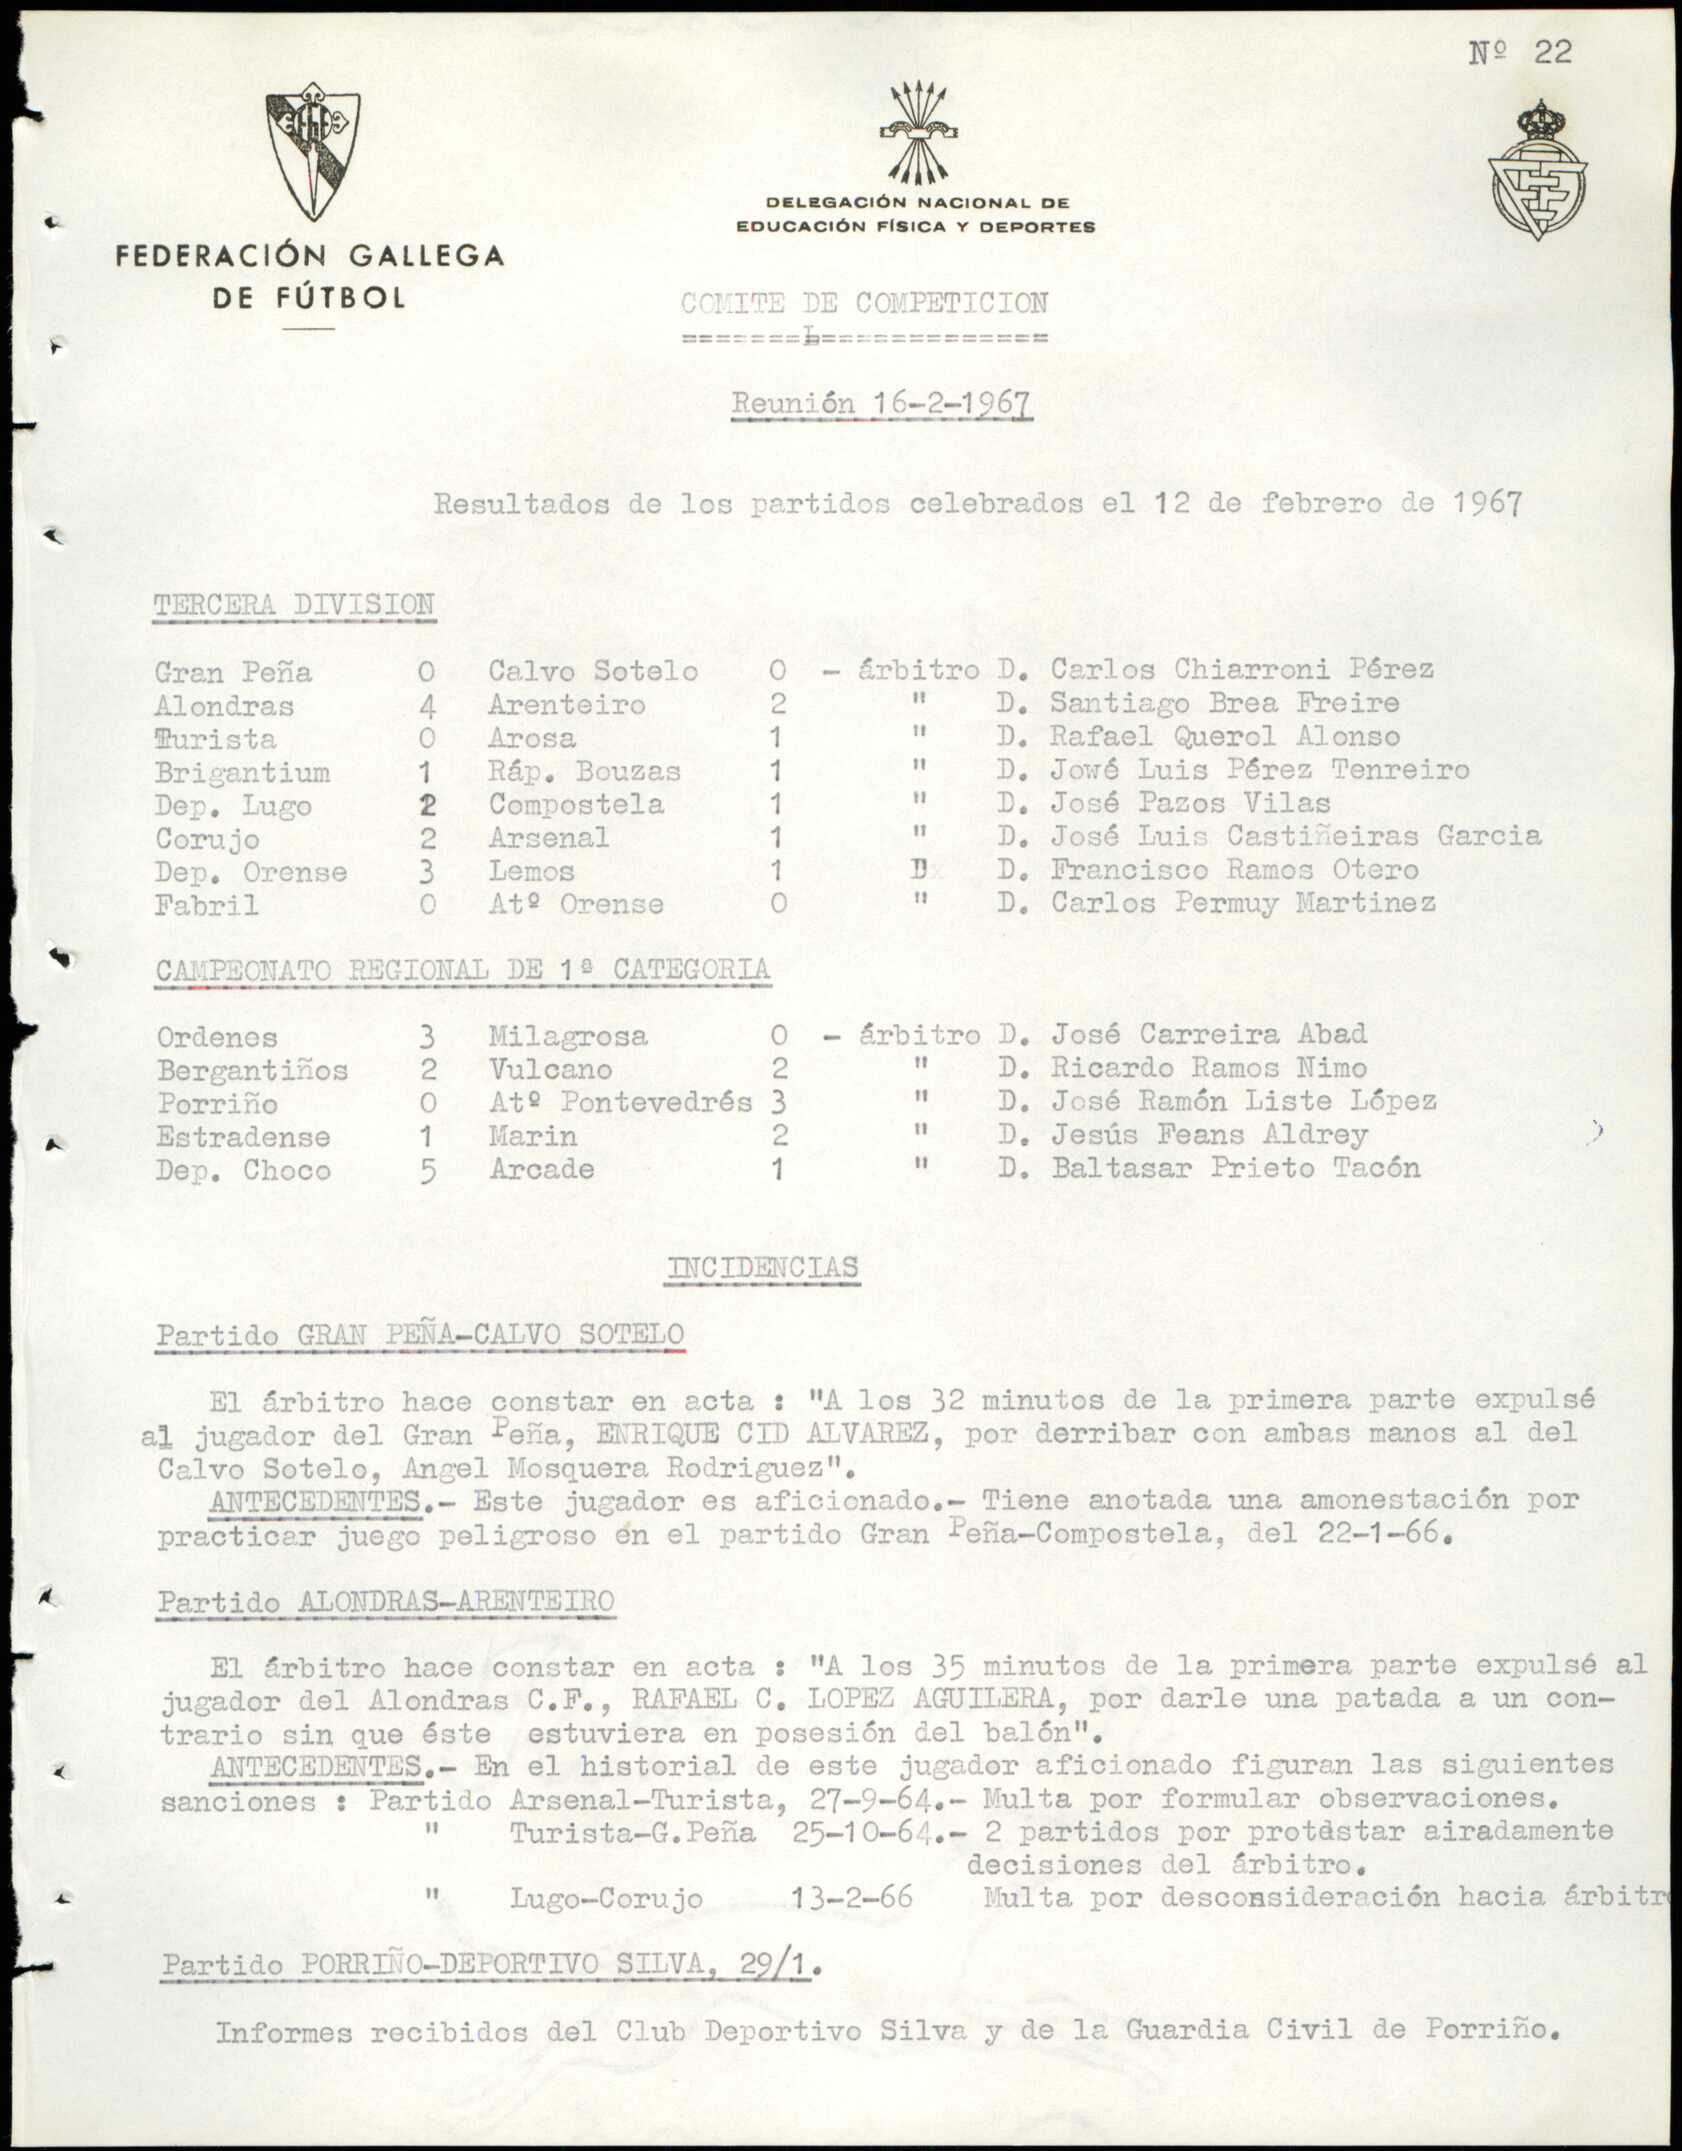 Nº 22
FEDERACIÓN GALLEGA
DE FÚTBOL
DELEGACIÓN NACIONAL DE
EDUCACIÓN FÍSICA Y DEPORTES
COMITE DE COMPETICION
=======L=============
Reunión 16-2-1967
Resultados de los partidos celebrados el 12 de febrero de 1967
TERCERA DIVISION
Gran Peña 0 Calvo Sotelo 0 - árbitro D. Carlos Chiarroni Pérez
Alondras 4 Arenteiro 2 " D. Santiago Brea Freire
Turista 0 Arosa 1 " D. Rafael Querol Alonso
Brigantium 1 Ráp. Bouzas 1 " D. Jowé Luis Pérez Tenreiro
Dep. Lugo 2 Compostela 1 " D. José Pazos Vilas
Corujo 2 Arsenal 1 " D. José Luis Castiñeiras Garcia
Dep. Orense 3 Lemos 1 " D. Francisco Ramos Otero
Fabril 0 Atº Orense 0 " D. Carlos Permuy Martinez
CAMPEONATO REGIONAL DE 1ª CATEGORIA
Ordenes 3 Milagrosa 0 - árbitro D. José Carreira Abad
Bergantiños 2 Vulcano 2 " D. Ricardo Ramos Nimo
Porriño 0 Atº Pontevedrés 3 " D. José Ramón Liste López
Estradense 1 Marin 2 " D. Jesús Feans Aldrey
Dep. Choco 5 Arcade 1 " D. Baltasar Prieto Tacón
INCIDENCIAS
Partido GRAN PEÑA-CALVO SOTELO
El árbitro hace constar en acta : "A los 32 minutos de la primera parte expulsé
al jugador del Gran Peña, ENRIQUE CID ALVAREZ, por derribar con ambas manos al del
Calvo Sotelo, Angel Mosquera Rodriguez".
ANTECEDENTES.- Este jugador es aficionado.- Tiene anotada una amonestación por
practicar juego peligroso en el partido Gran Peña-Compostela, del 22-1-66.
Partido ALONDRAS-ARENTEIRO
El árbitro hace constar en acta : "A los 35 minutos de la primera parte expulsé al
jugador del Alondras C.F., RAFAEL C. LOPEZ AGUILERA, por darle una patada a un con-
trario sin que éste estuviera en posesión del balón".
ANTECEDENTES.- En el historial de este jugador aficionado figuran las siguientes
sanciones : Partido Arsenal-Turista, 27-9-64.- Multa por formular observaciones.
" Turista-G.Peña 25-10-64.- 2 partidos por protestar airadamente
decisiones del árbitro.
" Lugo-Corujo 13-2-66 Multa por desconsideración hacia árbitro
Partido PORRIÑO-DEPORTIVO SILVA, 29/1.
Informes recibidos del Club Deportivo Silva y de la Guardia Civil de Porriño.